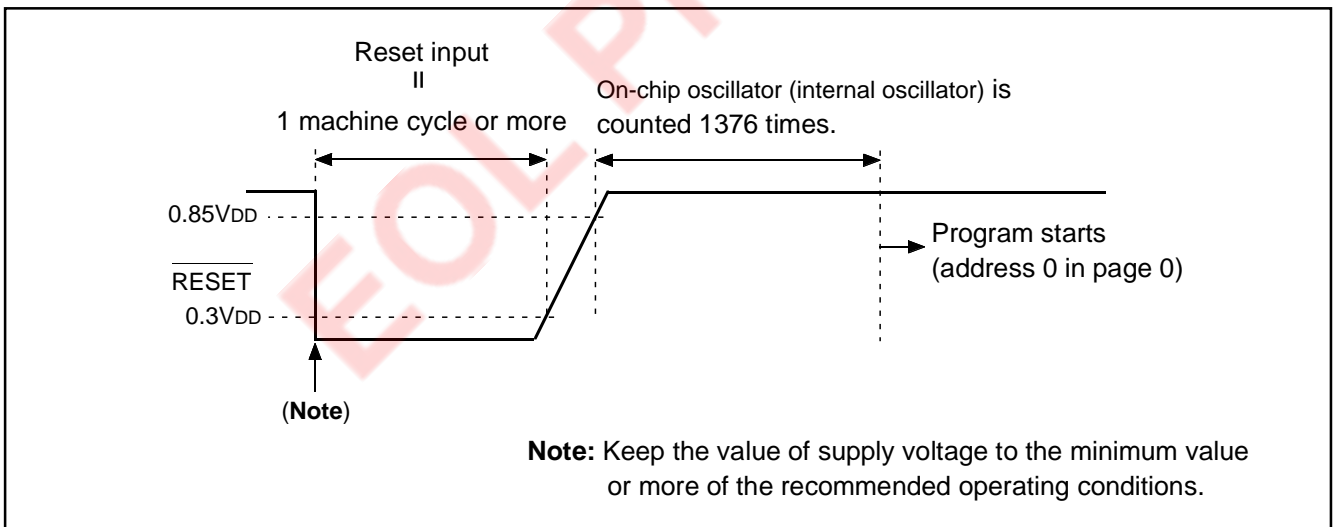 Reset input
=
1 machine cycle or more
On-chip oscillator (internal oscillator) is
counted 1376 times.
0.85VDD
RESET
0.3VDD
Program starts
(address 0 in page 0)
(Note)
Note: Keep the value of supply voltage to the minimum value
or more of the recommended operating conditions.
EOL P